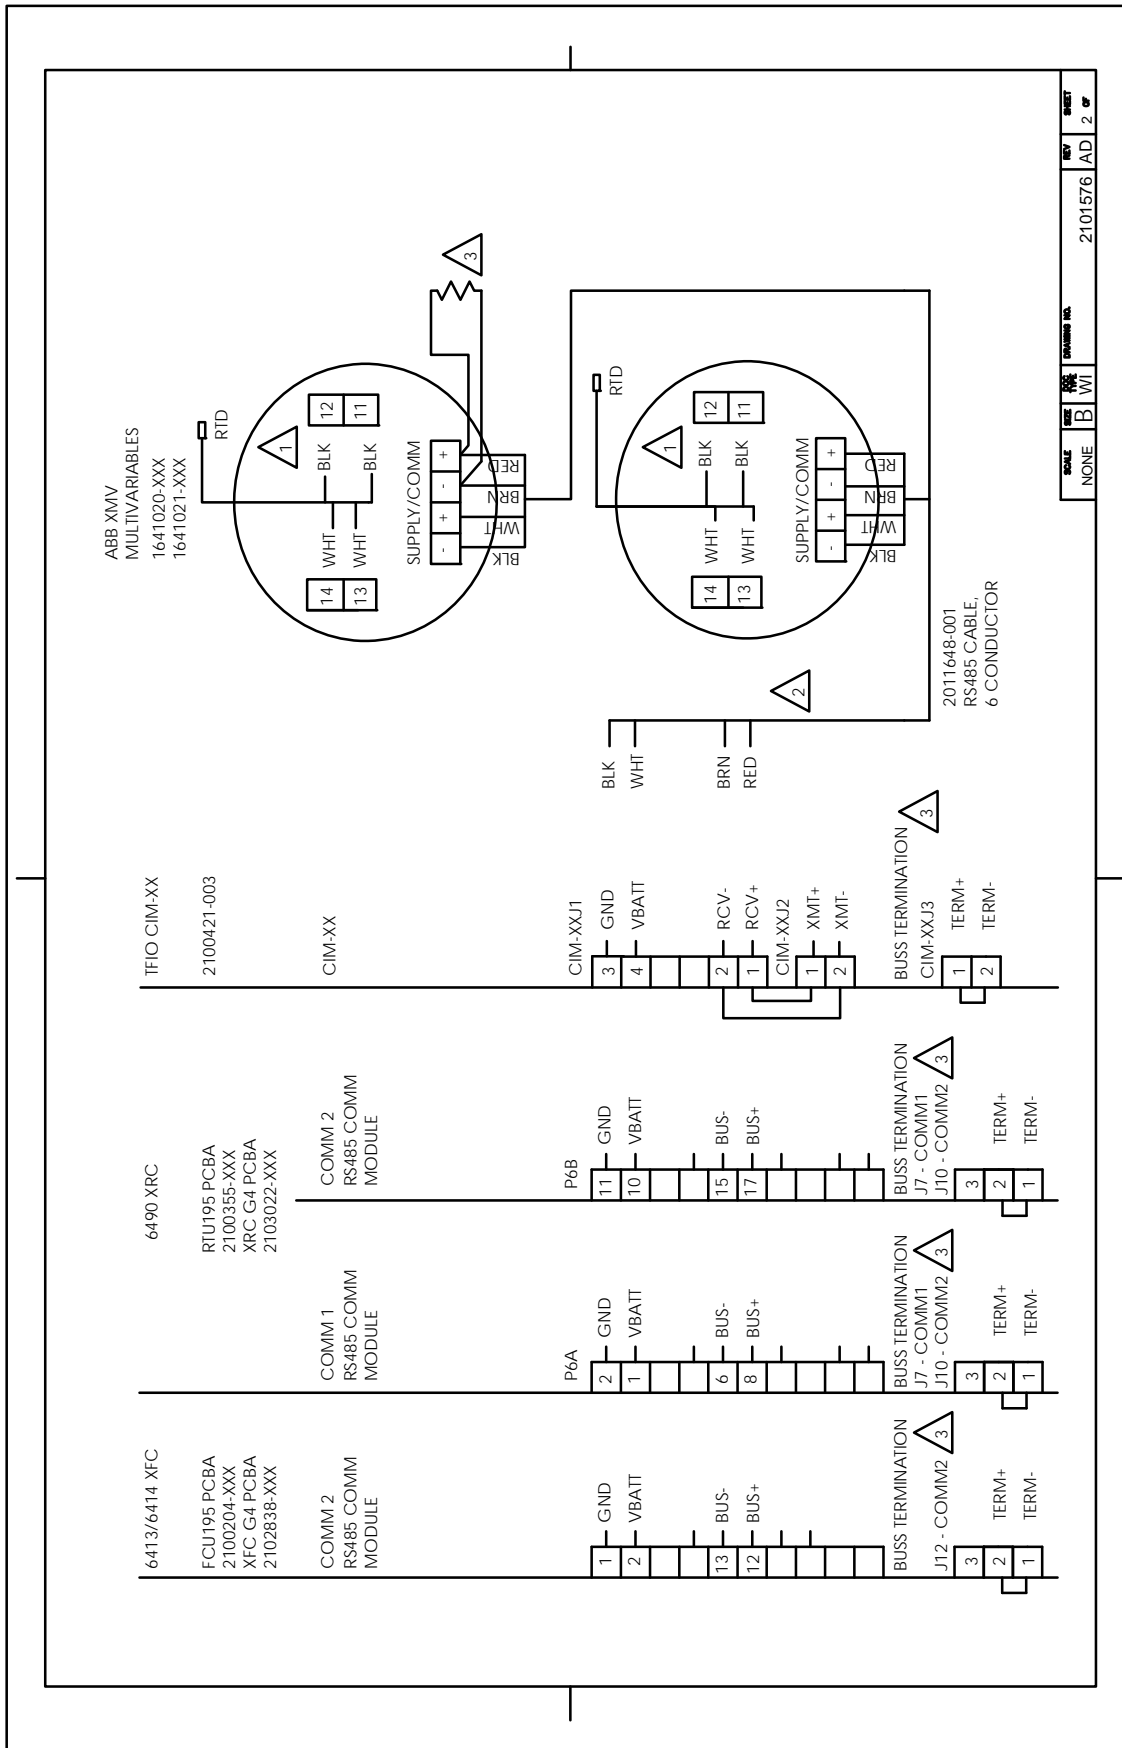 6413/6414 XFC
FCU195 PCBA
2100204-XXX
XFC G4 PCBA
2102838-XXX
COMM 2
RS485 COMM
MODULE
1 GND
2 VBATT
13 BUS-
12 BUS+
BUSS TERMINATION
J12 - COMM2
3
3
2 TERM+
1 TERM-
6490 XRC
RTU195 PCBA
2100355-XXX
XRC G4 PCBA
2103022-XXX
COMM 1
RS485 COMM
MODULE
P6A
2 GND
1 VBATT
6 BUS-
8 BUS+
BUSS TERMINATION
J7 - COMM1
J10 - COMM2
3
3
2 TERM+
1 TERM-
COMM 2
RS485 COMM
MODULE
P6B
11 GND
10 VBATT
15 BUS-
17 BUS+
BUSS TERMINATION
J7 - COMM1
J10 - COMM2
3
3
2 TERM+
1 TERM-
TFIO CIM-XX
2100421-003
CIM-XX
CIM-XXJ1
3 GND
4 VBATT
2 RCV-
1 RCV+
CIM-XXJ2
1 XMT+
2 XMT-
BUSS TERMINATION
CIM-XXJ3
3
1 TERM+
2 TERM-
BLK
WHT
BRN
RED
2
2011648-001
RS485 CABLE,
6 CONDUCTOR
ABB XMV
MULTIVARIABLES
1641020-XXX
1641021-XXX
RTD
1
14 WHT BLK 12
13 WHT BLK 11
SUPPLY/COMM
- + - +
BLK WHT BRN RED
3
RTD
1
14 WHT BLK 12
13 WHT BLK 11
SUPPLY/COMM
- + - +
BLK WHT BRN RED
SCALE
NONE
SIZE
B
DOC. TYPE
WI
DRAWING NO.
2101576
REV
AD
SHEET
2 OF